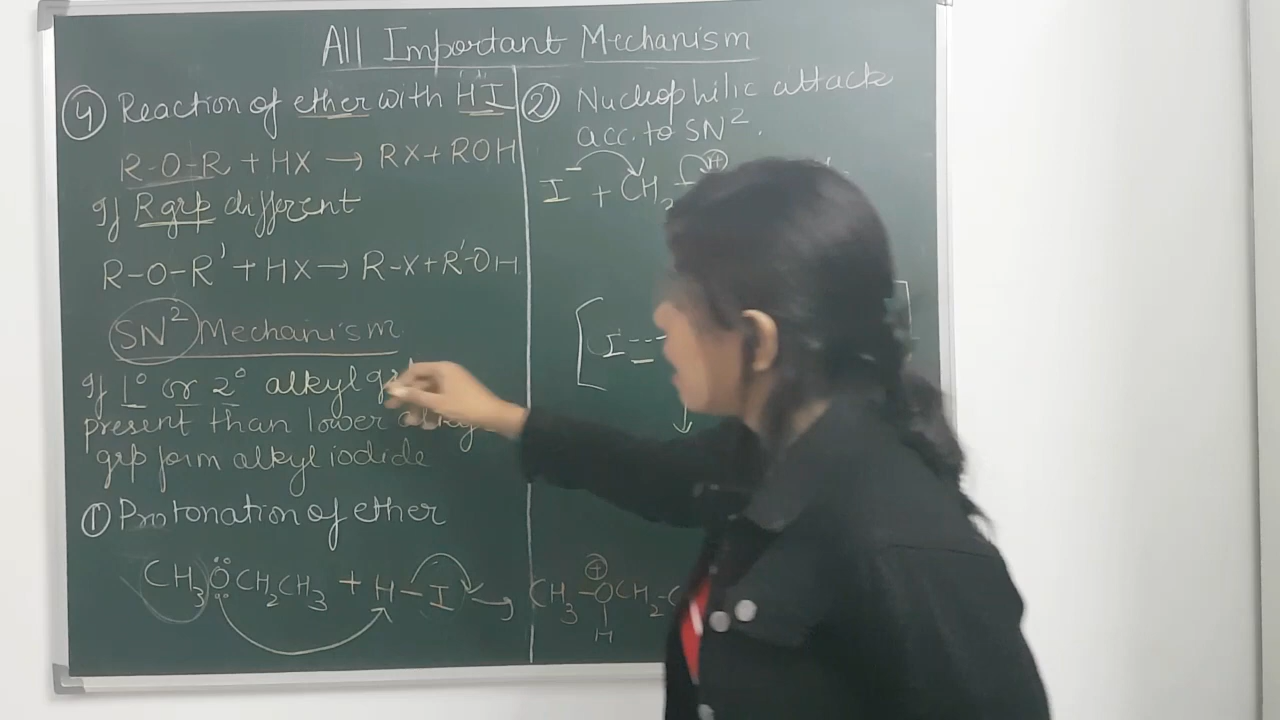 All Important Mechanism
④ Reaction of ether with HI
R-O-R + HX → RX + ROH
If R grp different
R-O-R' + HX → R-X + R'-OH
SN² Mechanism
If 1° or 2° alkyl
present than lower
grp form alkyl iodide
① Protonation of ether
CH₃ÖCH₂CH₃ + H-I → CH₃-O⊕CH₂-
H
② Nucleophilic attack
acc. to SN².
I⁻ + CH₃
[ I---